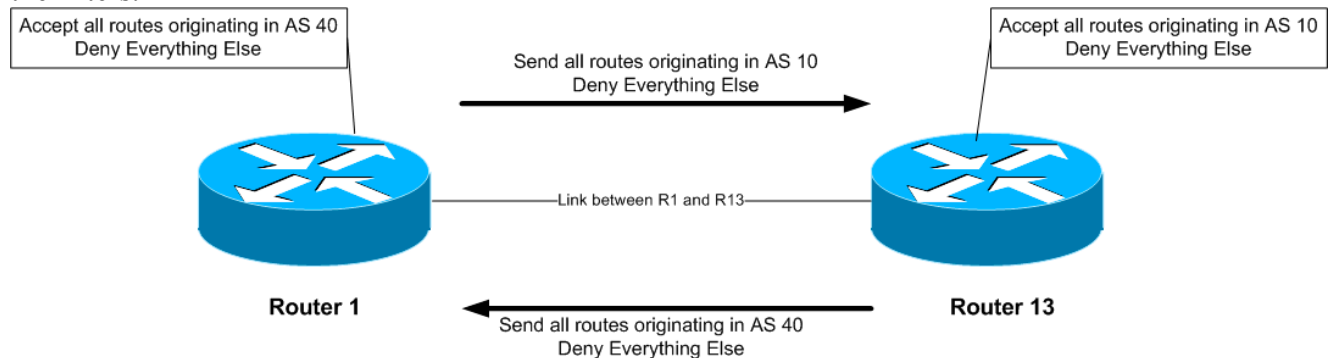 Accept all routes originating in AS 40
Deny Everything Else
Accept all routes originating in AS 10
Deny Everything Else
Send all routes originating in AS 10
Deny Everything Else
Link between R1 and R13
Router 1
Router 13
Send all routes originating in AS 40
Deny Everything Else